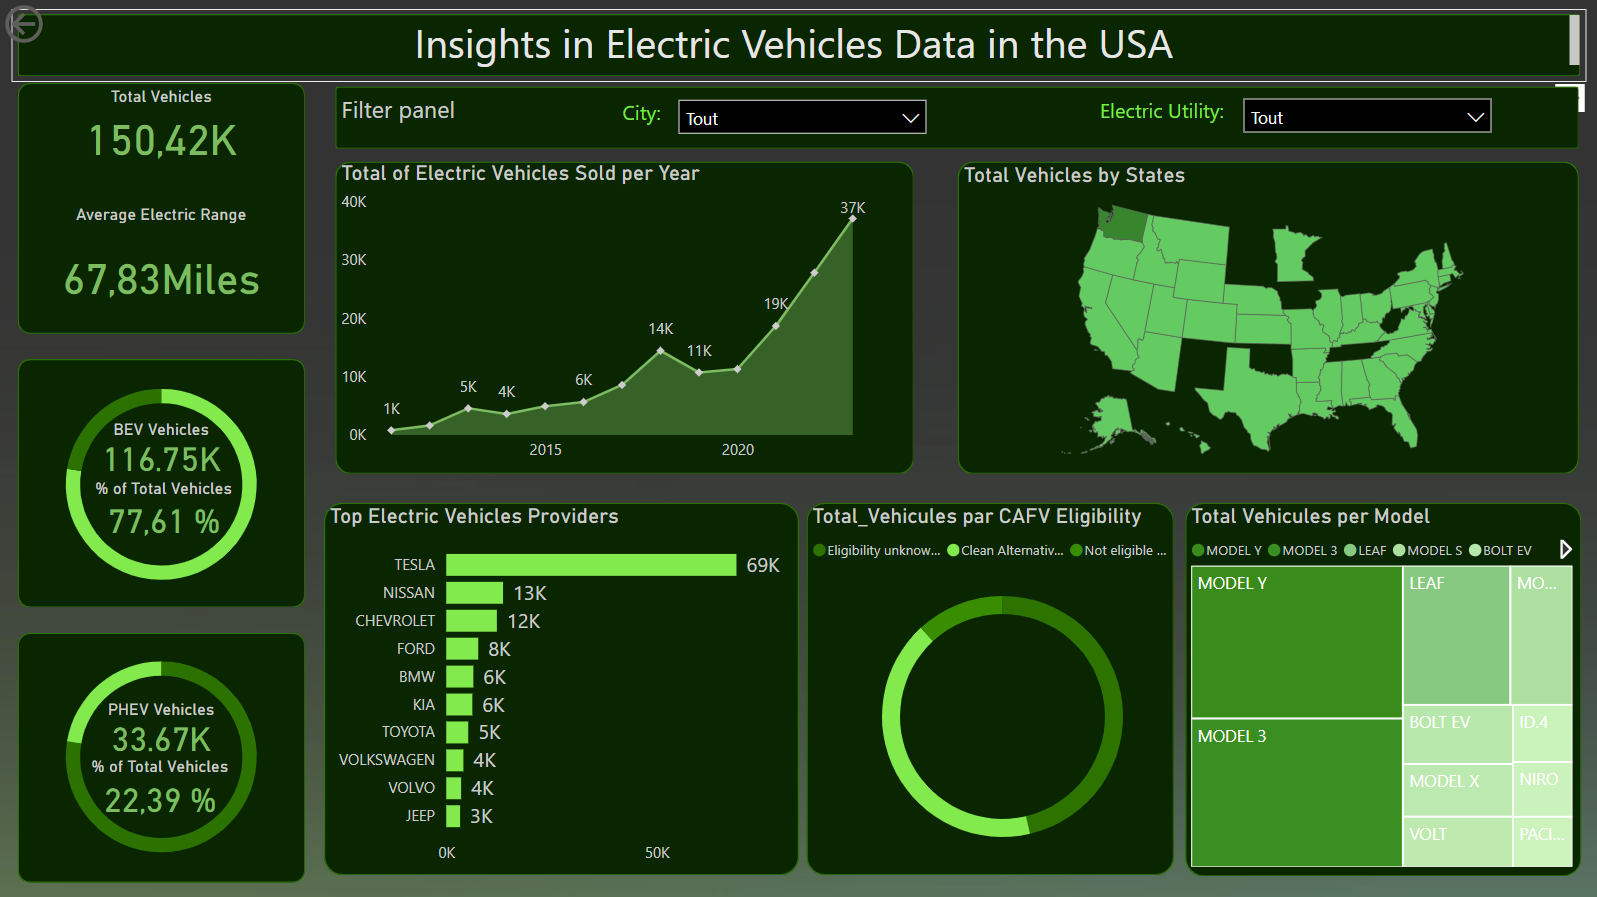 Insights in Electric Vehicles Data in the USA
Total Vehicles
150,42K
Average Electric Range
67,83Miles
Filter panel
City:
Tout
Electric Utility:
Tout
Total of Electric Vehicles Sold per Year
40K
30K
20K
10K
0K
1K
5K
4K
6K
14K
11K
19K
37K
2015
2020
Total Vehicles by States
BEV Vehicles
116.75K
% of Total Vehicles
77,61 %
PHEV Vehicles
33.67K
% of Total Vehicles
22,39 %
Top Electric Vehicles Providers
TESLA 69K
NISSAN 13K
CHEVROLET 12K
FORD 8K
BMW 6K
KIA 6K
TOYOTA 5K
VOLKSWAGEN 4K
VOLVO 4K
JEEP 3K
0K 50K
Total_Vehicules par CAFV Eligibility
Eligibility unknow... Clean Alternativ... Not eligible ...
Total Vehicules per Model
MODEL Y MODEL 3 LEAF MODEL S BOLT EV
MODEL Y
MODEL 3
LEAF
MO...
BOLT EV
ID.4
MODEL X
NIRO
VOLT
PACI...